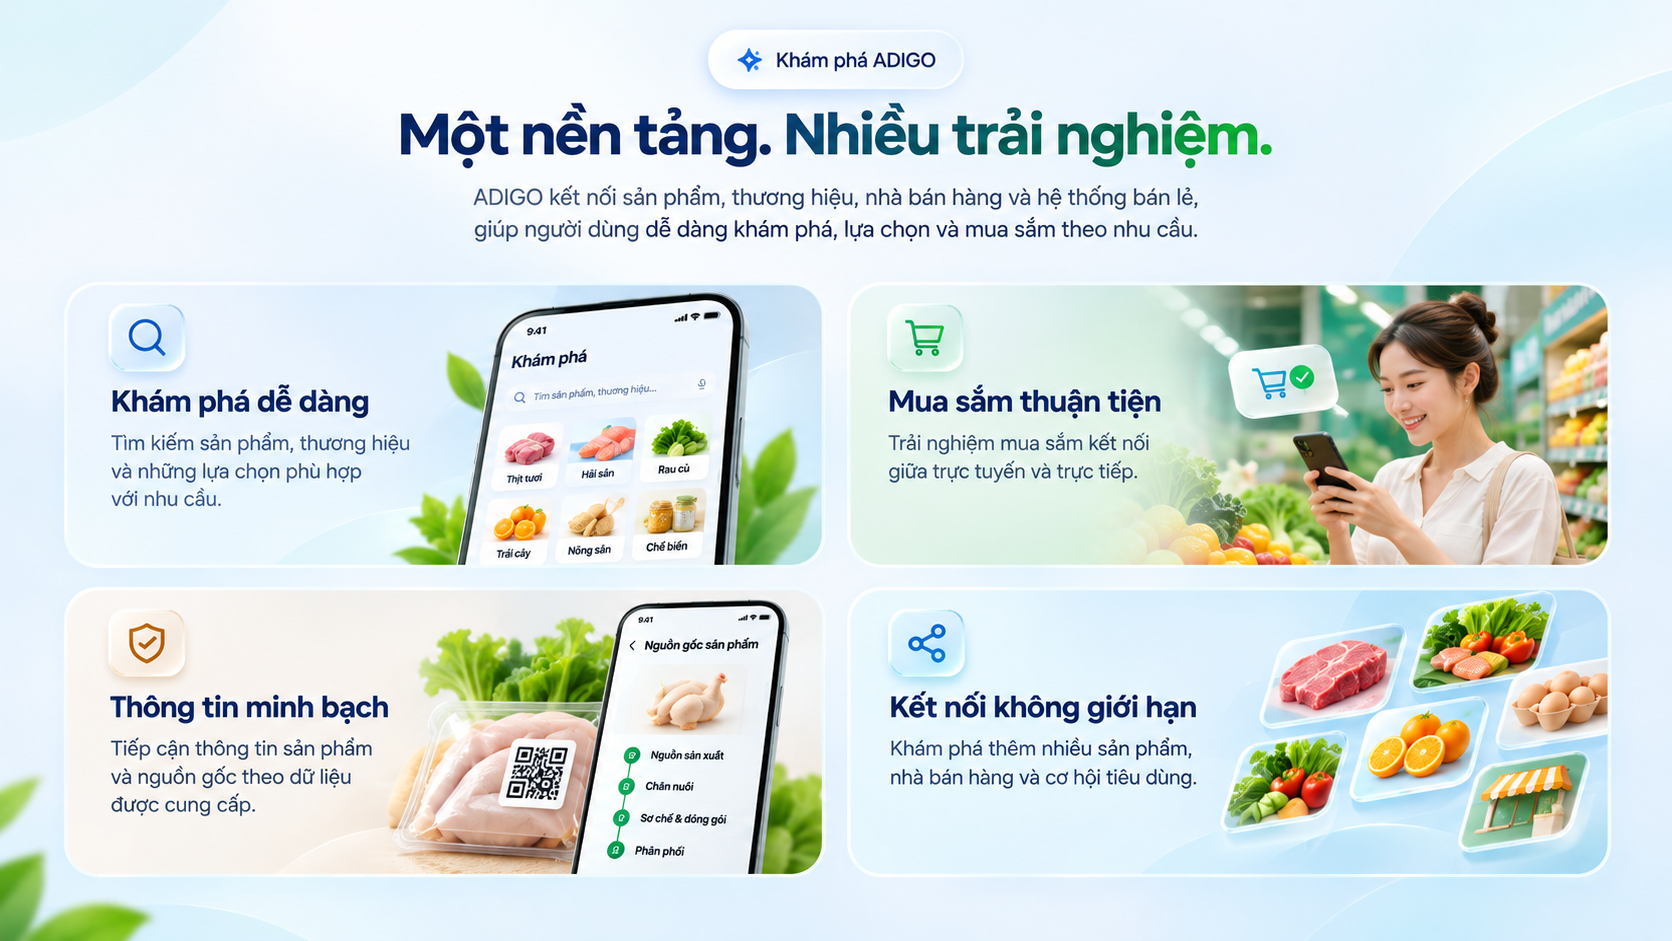 Khám phá ADIGO
Một nền tảng. Nhiều trải nghiệm.
ADIGO kết nối sản phẩm, thương hiệu, nhà bán hàng và hệ thống bán lẻ,
giúp người dùng dễ dàng khám phá, lựa chọn và mua sắm theo nhu cầu.
Khám phá dễ dàng
Tìm kiếm sản phẩm, thương hiệu
và những lựa chọn phù hợp
với nhu cầu.
9:41
Khám phá
Tìm sản phẩm, thương hiệu...
Thịt tươi
Hải sản
Rau củ
Trái cây
Nông sản
Chế biến
Mua sắm thuận tiện
Trải nghiệm mua sắm kết nối
giữa trực tuyến và trực tiếp.
Thông tin minh bạch
Tiếp cận thông tin sản phẩm
và nguồn gốc theo dữ liệu
được cung cấp.
9:41
Nguồn gốc sản phẩm
Nguồn sản xuất
Chăn nuôi
Sơ chế & đóng gói
Phân phối
Kết nối không giới hạn
Khám phá thêm nhiều sản phẩm,
nhà bán hàng và cơ hội tiêu dùng.